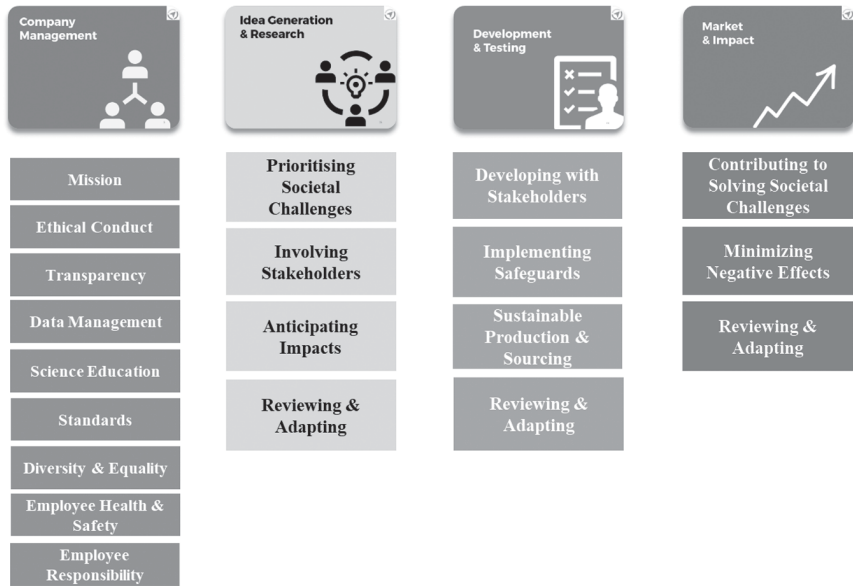 Company
Management
Idea Generation
& Research
Development
& Testing
Market
& Impact
Mission
Ethical Conduct
Transparency
Data Management
Science Education
Standards
Diversity & Equality
Employee Health &
Safety
Employee
Responsibility
Prioritising
Societal
Challenges
Involving
Stakeholders
Anticipating
Impacts
Reviewing &
Adapting
Developing with
Stakeholders
Implementing
Safeguards
Sustainable
Production &
Sourcing
Reviewing &
Adapting
Contributing to
Solving Societal
Challenges
Minimizing
Negative Effects
Reviewing &
Adapting